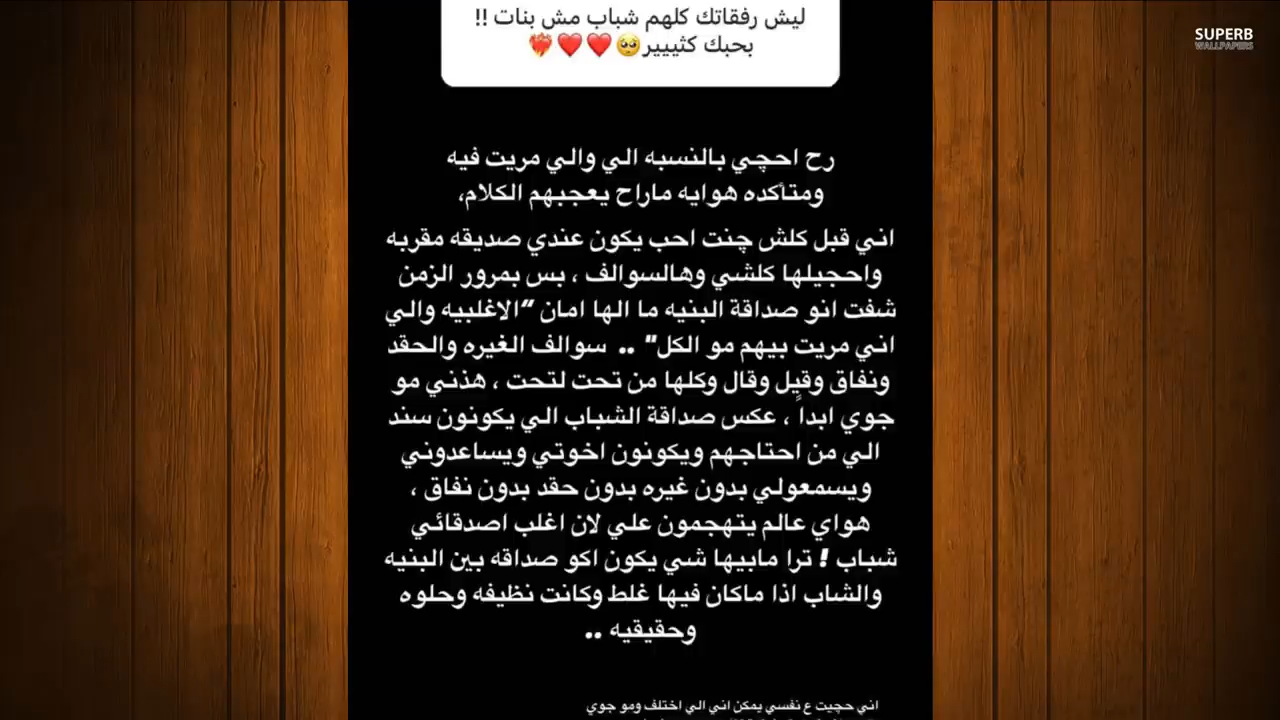 ليش رفقاتك كلهم شباب مش بنات !!
بحبك كثييير🥺❤️❤️❤️‍🔥
SUPERB
WALLPAPERS
رح احچي بالنسبه الي والي مريت فيه
ومتأكده هوايه ماراح يعجبهم الكلام،
اني قبل كلش چنت احب يكون عندي صديقه مقربه
واحجيلها كلشي وهالسوالف ، بس بمرور الزمن
شفت انو صداقة البنيه ما الها امان “الاغلبيه والي
اني مريت بيهم مو الكل” .. سوالف الغيره والحقد
ونفاق وقيل وقال وكلها من تحت لتحت ، هذني مو
جوي ابداً ، عكس صداقة الشباب الي يكونون سند
الي من احتاجهم ويكونون اخوتي ويساعدوني
ويسمعولي بدون غيره بدون حقد بدون نفاق ،
هواي عالم يتهجمون علي لان اغلب اصدقائي
شباب ! ترا مابيها شي يكون اكو صداقه بين البنيه
والشاب اذا ماكان فيها غلط وكانت نظيفه وحلوه
وحقيقيه ..
اني حچيت ع نفسي يمكن اني الي اختلف ومو جوي